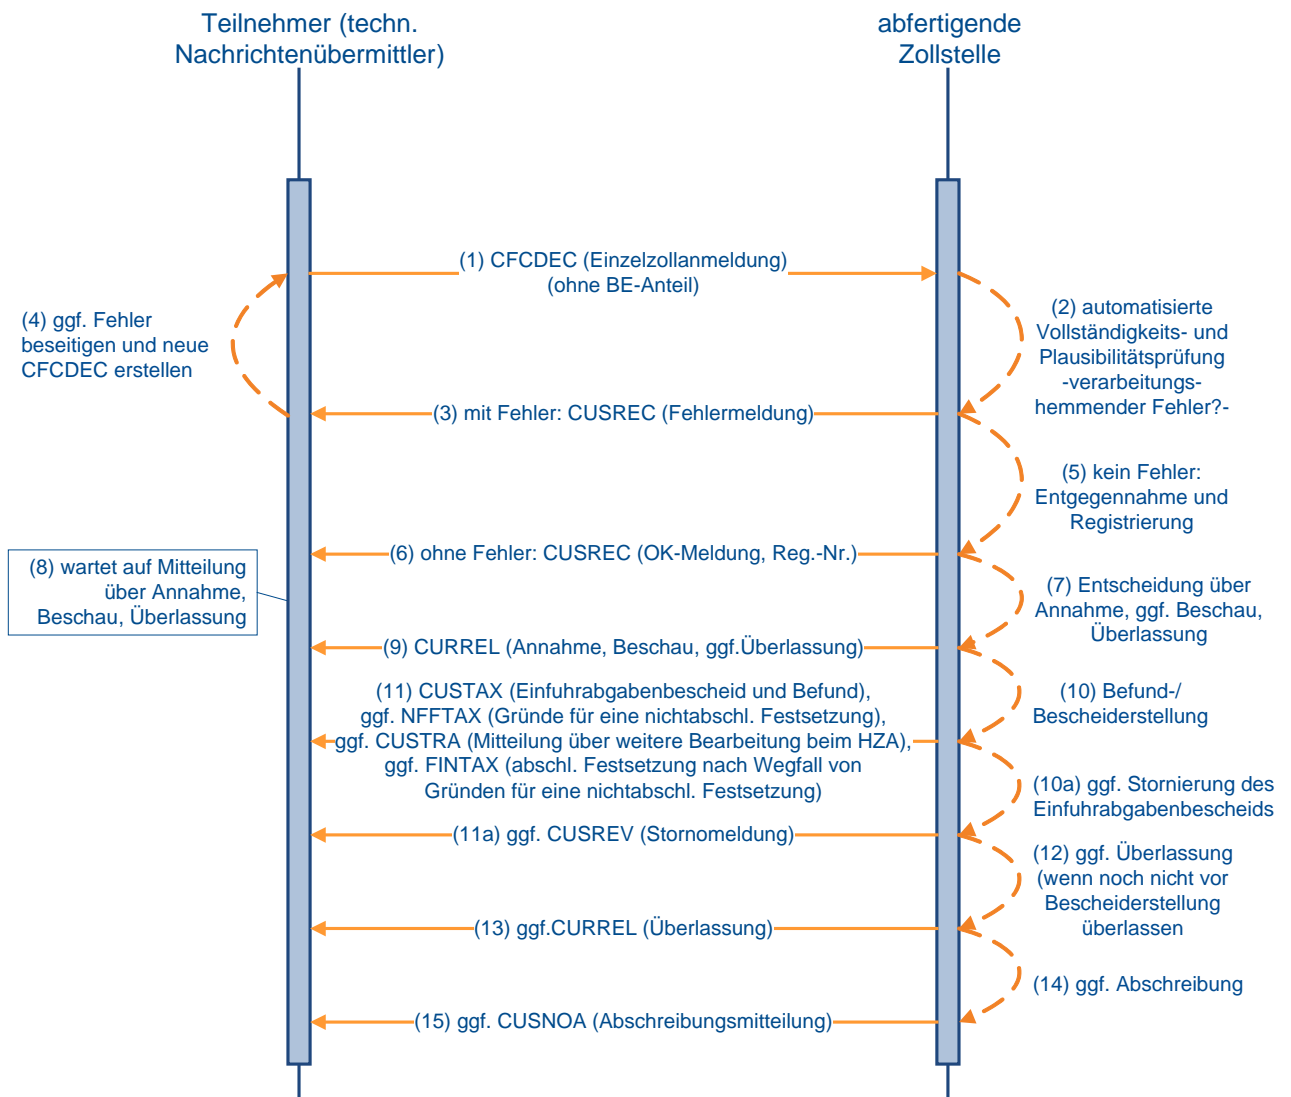 Teilnehmer (techn.
Nachrichtenübermittler)
abfertigende
Zollstelle
(1) CFCDEC (Einzelzollanmeldung)
(ohne BE-Anteil)
(2) automatisierte
Vollständigkeits- und
Plausibilitätsprüfung
-verarbeitungs-
hemmender Fehler?-
(4) ggf. Fehler
beseitigen und neue
CFCDEC erstellen
(3) mit Fehler: CUSREC (Fehlermeldung)
(5) kein Fehler:
Entgegennahme und
Registrierung
(6) ohne Fehler: CUSREC (OK-Meldung, Reg.-Nr.)
(8) wartet auf Mitteilung
über Annahme,
Beschau, Überlassung
(7) Entscheidung über
Annahme, ggf. Beschau,
Überlassung
(9) CURREL (Annahme, Beschau, ggf.Überlassung)
(10) Befund-/
Bescheiderstellung
(11) CUSTAX (Einfuhrabgabenbescheid und Befund),
ggf. NFFTAX (Gründe für eine nichtabschl. Festsetzung),
ggf. CUSTRA (Mitteilung über weitere Bearbeitung beim HZA),
ggf. FINTAX (abschl. Festsetzung nach Wegfall von
Gründen für eine nichtabschl. Festsetzung)
(10a) ggf. Stornierung des
Einfuhrabgabenbescheids
(11a) ggf. CUSREV (Stornomeldung)
(12) ggf. Überlassung
(wenn noch nicht vor
Bescheiderstellung
überlassen
(13) ggf.CURREL (Überlassung)
(14) ggf. Abschreibung
(15) ggf. CUSNOA (Abschreibungsmitteilung)